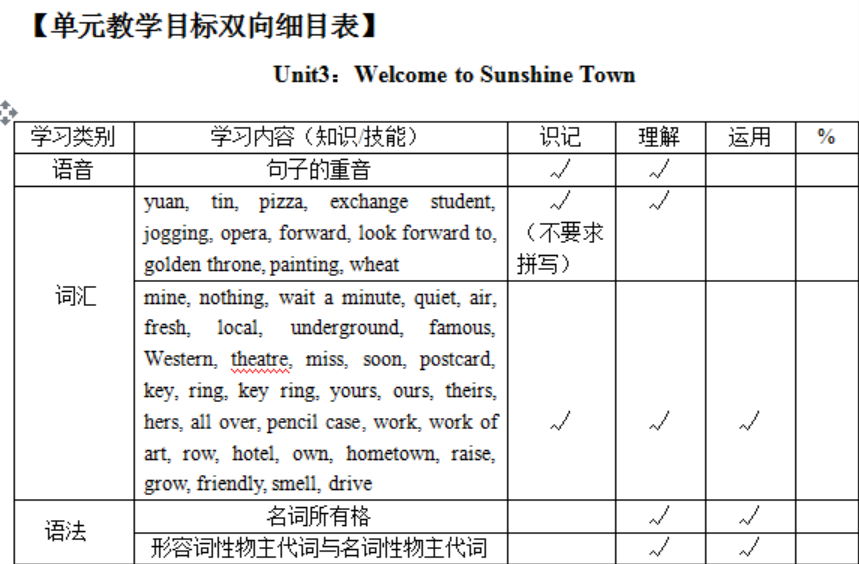 【单元教学目标双向细目表】
Unit3：Welcome to Sunshine Town
学习类别 学习内容（知识/技能） 识记 理解 运用 %
语音 句子的重音 √ √
词汇
yuan, tin, pizza, exchange student,
jogging, opera, forward, look forward to,
golden throne, painting, wheat
√
（不要求
拼写）
√
mine, nothing, wait a minute, quiet, air,
fresh, local, underground, famous,
Western, theatre, miss, soon, postcard,
key, ring, key ring, yours, ours, theirs,
hers, all over, pencil case, work, work of
art, row, hotel, own, hometown, raise,
grow, friendly, smell, drive
√ √ √
语法
名词所有格 √ √
形容词性物主代词与名词性物主代词 √ √